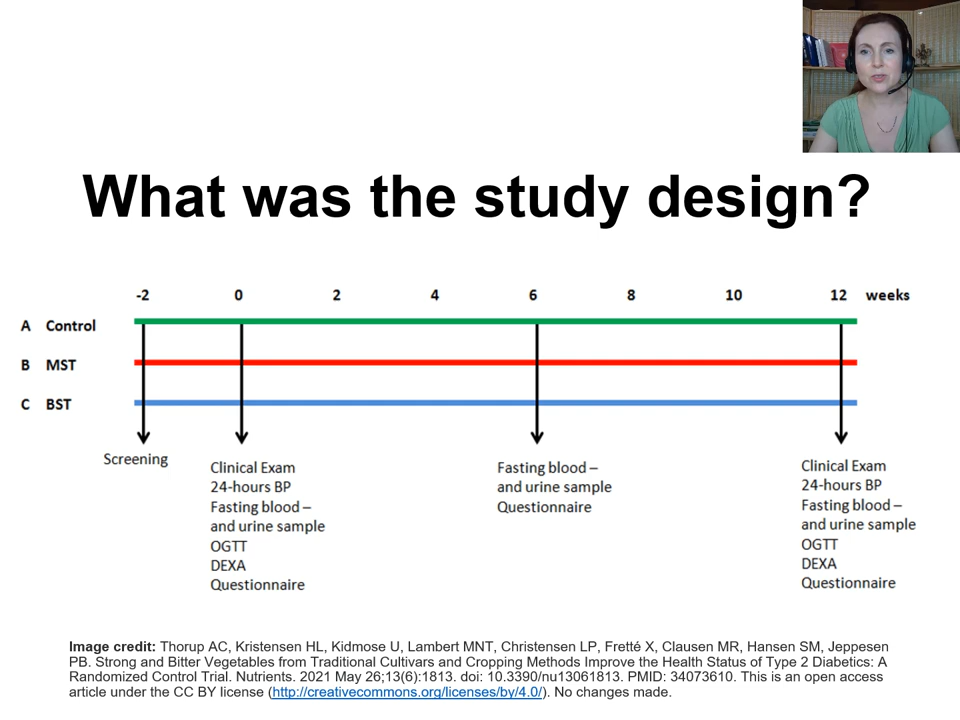 What was the study design?
-2 0 2 4 6 8 10 12 weeks
A Control
B MST
C BST
Screening
Clinical Exam
24-hours BP
Fasting blood –
and urine sample
OGTT
DEXA
Questionnaire
Fasting blood –
and urine sample
Questionnaire
Clinical Exam
24-hours BP
Fasting blood –
and urine sample
OGTT
DEXA
Questionnaire
Image credit: Thorup AC, Kristensen HL, Kidmose U, Lambert MNT, Christensen LP, Fretté X, Clausen MR, Hansen SM, Jeppesen
PB. Strong and Bitter Vegetables from Traditional Cultivars and Cropping Methods Improve the Health Status of Type 2 Diabetics: A
Randomized Control Trial. Nutrients. 2021 May 26;13(6):1813. doi: 10.3390/nu13061813. PMID: 34073610. This is an open access
article under the CC BY license (http://creativecommons.org/licenses/by/4.0/). No changes made.